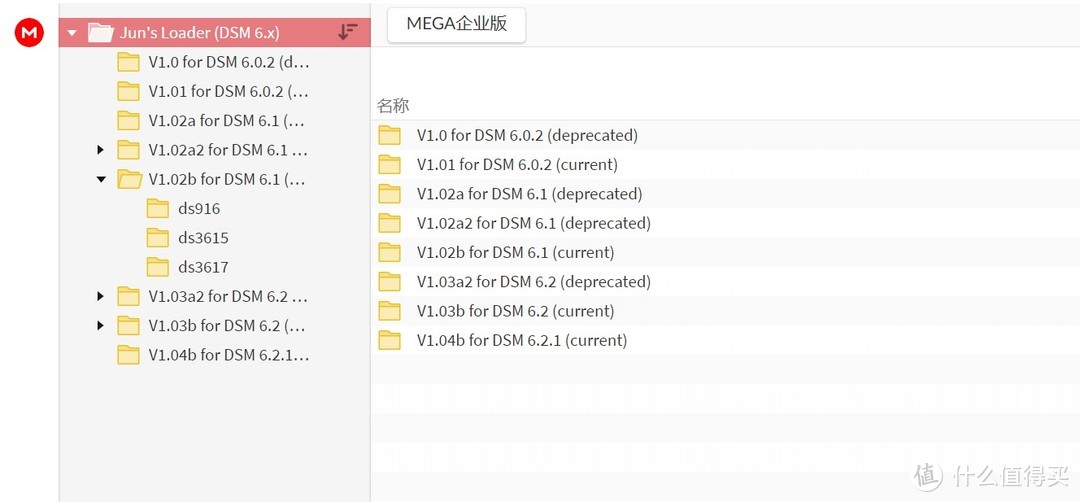 M
Jun's Loader (DSM 6.x)
V1.0 for DSM 6.0.2 (d...
V1.01 for DSM 6.0.2 (...
V1.02a for DSM 6.1 (...
V1.02a2 for DSM 6.1 ...
V1.02b for DSM 6.1 (...
ds916
ds3615
ds3617
V1.03a2 for DSM 6.2 ...
V1.03b for DSM 6.2 (...
V1.04b for DSM 6.2.1...
MEGA企业版
名称
V1.0 for DSM 6.0.2 (deprecated)
V1.01 for DSM 6.0.2 (current)
V1.02a for DSM 6.1 (deprecated)
V1.02a2 for DSM 6.1 (deprecated)
V1.02b for DSM 6.1 (current)
V1.03a2 for DSM 6.2 (deprecated)
V1.03b for DSM 6.2 (current)
V1.04b for DSM 6.2.1 (current)
值 什么值得买